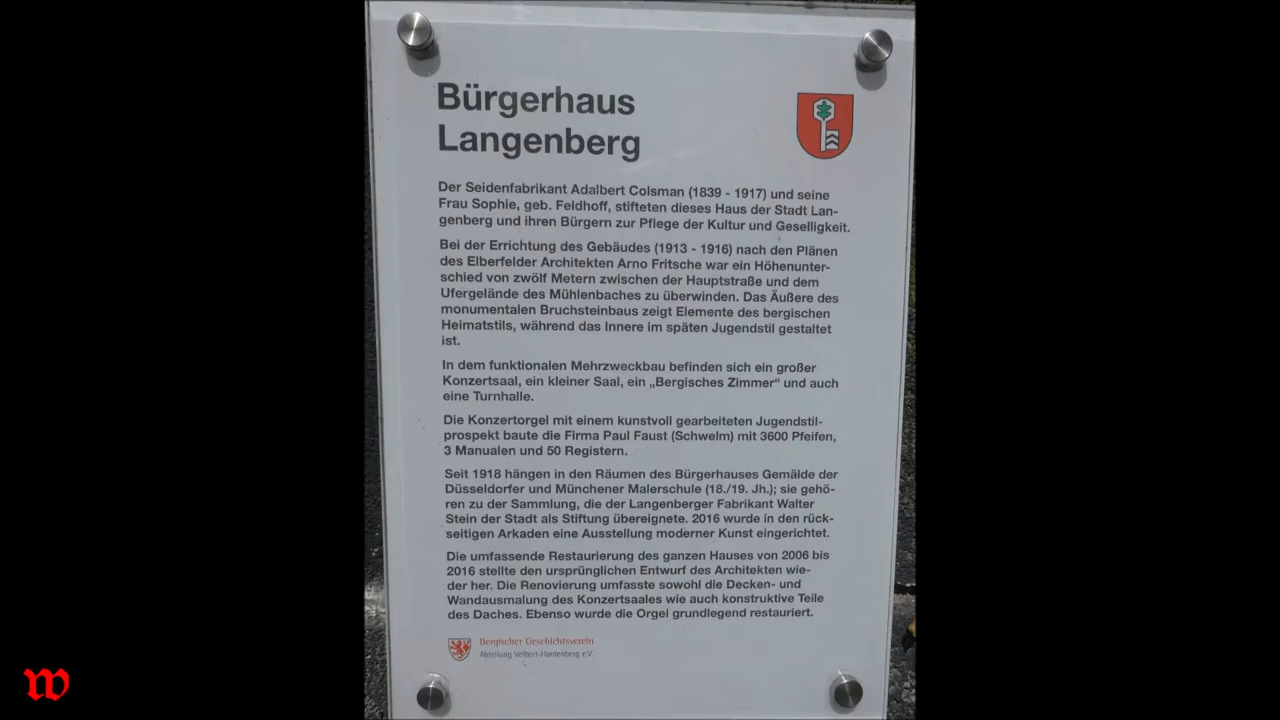 Bürgerhaus
Langenberg
Der Seidenfabrikant Adalbert Colsman (1839 - 1917) und seine
Frau Sophie, geb. Feldhoff, stifteten dieses Haus der Stadt Lan-
genberg und ihren Bürgern zur Pflege der Kultur und Geselligkeit.
Bei der Errichtung des Gebäudes (1913 - 1916) nach den Plänen
des Elberfelder Architekten Arno Fritsche war ein Höhenunter-
schied von zwölf Metern zwischen der Hauptstraße und dem
Ufergelände des Mühlenbaches zu überwinden. Das Äußere des
monumentalen Bruchsteinbaus zeigt Elemente des bergischen
Heimatstils, während das Innere im späten Jugendstil gestaltet
ist.
In dem funktionalen Mehrzweckbau befinden sich ein großer
Konzertsaal, ein kleiner Saal, ein „Bergisches Zimmer“ und auch
eine Turnhalle.
Die Konzertorgel mit einem kunstvoll gearbeiteten Jugendstil-
prospekt baute die Firma Paul Faust (Schwelm) mit 3600 Pfeifen,
3 Manualen und 50 Registern.
Seit 1918 hängen in den Räumen des Bürgerhauses Gemälde der
Düsseldorfer und Münchener Malerschule (18./19. Jh.); sie gehö-
ren zu der Sammlung, die der Langenberger Fabrikant Walter
Stein der Stadt als Stiftung übereignete. 2016 wurde in den rück-
seitigen Arkaden eine Ausstellung moderner Kunst eingerichtet.
Die umfassende Restaurierung des ganzen Hauses von 2006 bis
2016 stellte den ursprünglichen Entwurf des Architekten wie-
der her. Die Renovierung umfasste sowohl die Decken- und
Wandausmalung des Konzertsaales wie auch konstruktive Teile
des Daches. Ebenso wurde die Orgel grundlegend restauriert.
Bergischer Geschichtsverein
Abteilung Velbert-Hardenberg e.V.
w